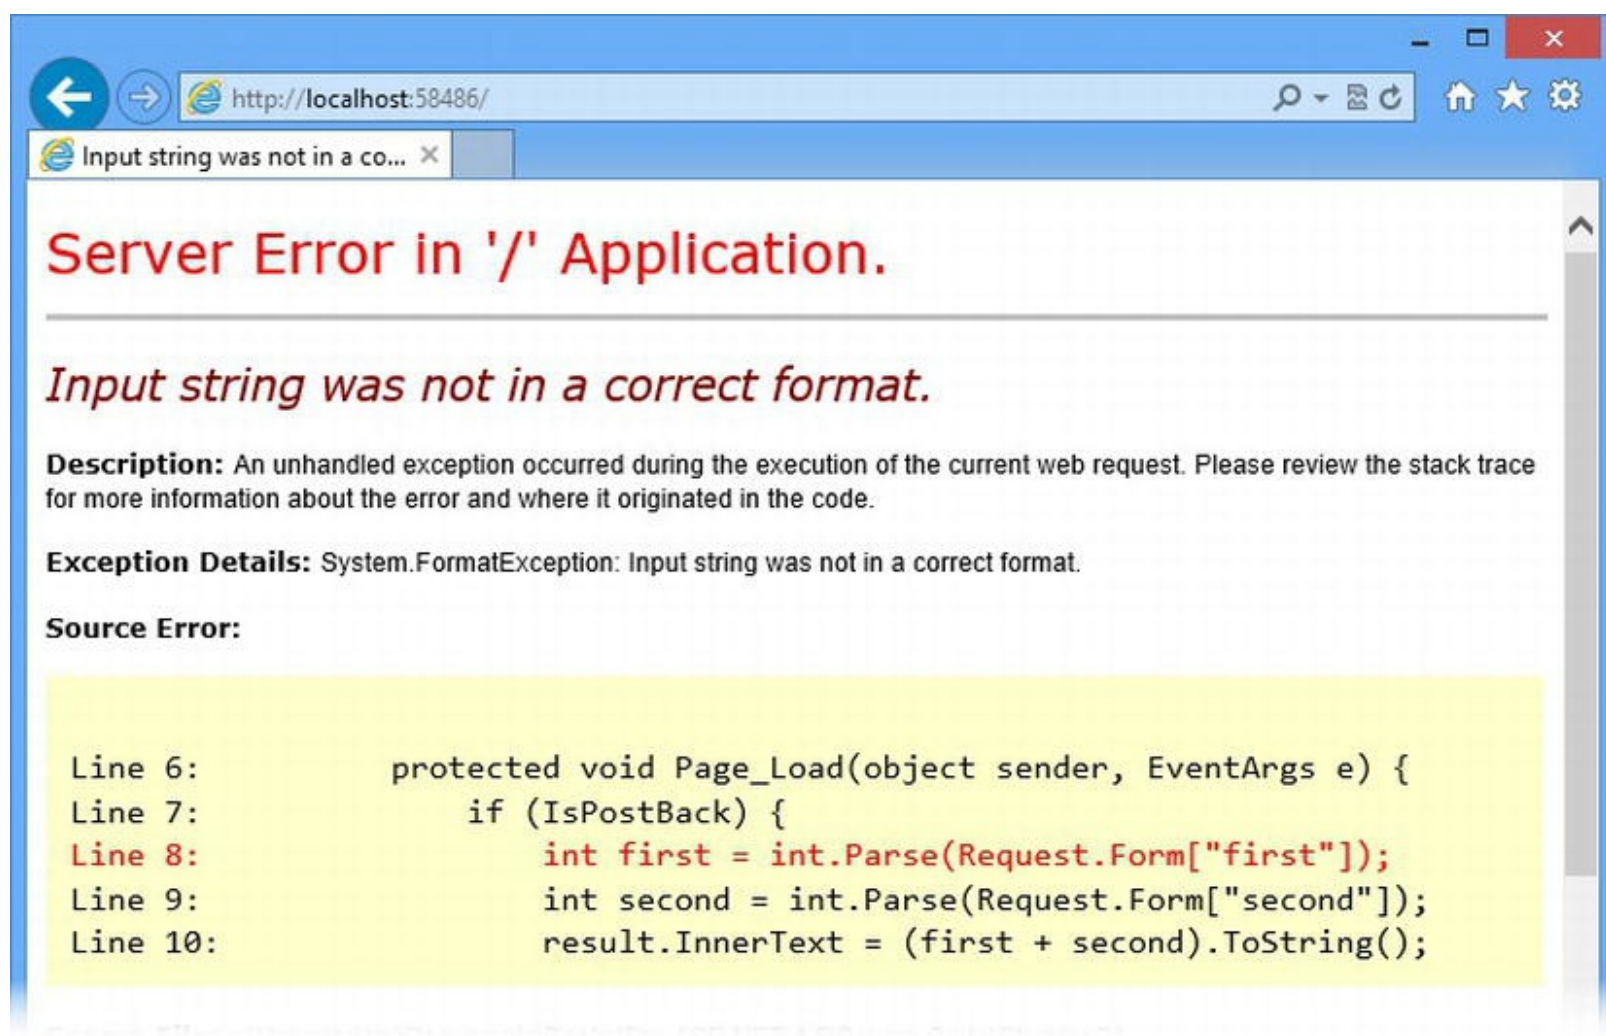 http://localhost:58486/
Input string was not in a co...
Server Error in '/' Application.
Input string was not in a correct format.
Description: An unhandled exception occurred during the execution of the current web request. Please review the stack trace
for more information about the error and where it originated in the code.
Exception Details: System.FormatException: Input string was not in a correct format.
Source Error:
Line 6: protected void Page_Load(object sender, EventArgs e) {
Line 7: if (IsPostBack) {
Line 8: int first = int.Parse(Request.Form["first"]);
Line 9: int second = int.Parse(Request.Form["second"]);
Line 10: result.InnerText = (first + second).ToString();